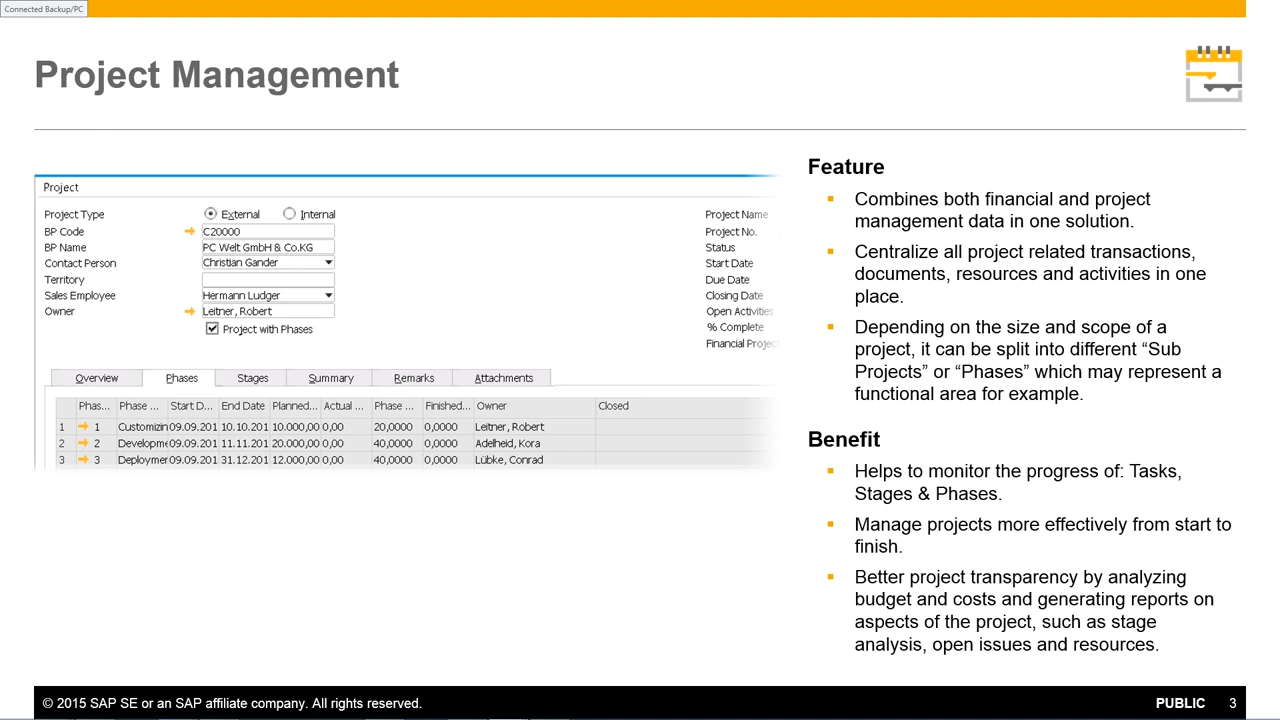 Connected Backup/PC
Project Management
Project
Project Type External Internal
BP Code C20000
BP Name PC Welt GmbH & Co.KG
Contact Person Christian Gander
Territory
Sales Employee Hermann Ludger
Owner Leitner, Robert
Project with Phases
Project Name
Project No.
Status
Start Date
Due Date
Closing Date
Open Activities
% Complete
Financial Projec
Overview Phases Stages Summary Remarks Attachments
Phas... Phase ... Start D... End Date Planned... Actual ... Phase ... Finished... Owner Closed
1 1 Customizin 09.09.201 10.10.201 10.000,00 0,00 20,0000 0,0000 Leitner, Robert
2 2 Developme 09.09.201 11.11.201 20.000,00 0,00 40,0000 0,0000 Adelheid, Kora
3 3 Deploymer 09.09.201 31.12.201 12.000,00 0,00 40,0000 0,0000 Lübke, Conrad
Feature
Combines both financial and project
management data in one solution.
Centralize all project related transactions,
documents, resources and activities in one
place.
Depending on the size and scope of a
project, it can be split into different “Sub
Projects” or “Phases” which may represent a
functional area for example.
Benefit
Helps to monitor the progress of: Tasks,
Stages & Phases.
Manage projects more effectively from start to
finish.
Better project transparency by analyzing
budget and costs and generating reports on
aspects of the project, such as stage
analysis, open issues and resources.
© 2015 SAP SE or an SAP affiliate company. All rights reserved. PUBLIC 3